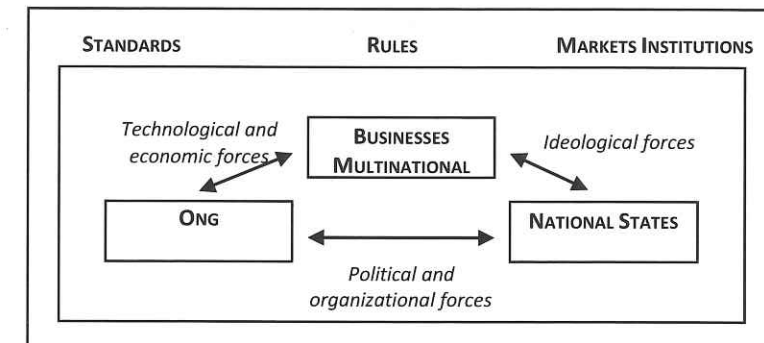 STANDARDS RULES MARKETS INSTITUTIONS
Technological and
economic forces
BUSINESSES
MULTINATIONAL
Ideological forces
ONG
NATIONAL STATES
Political and
organizational forces